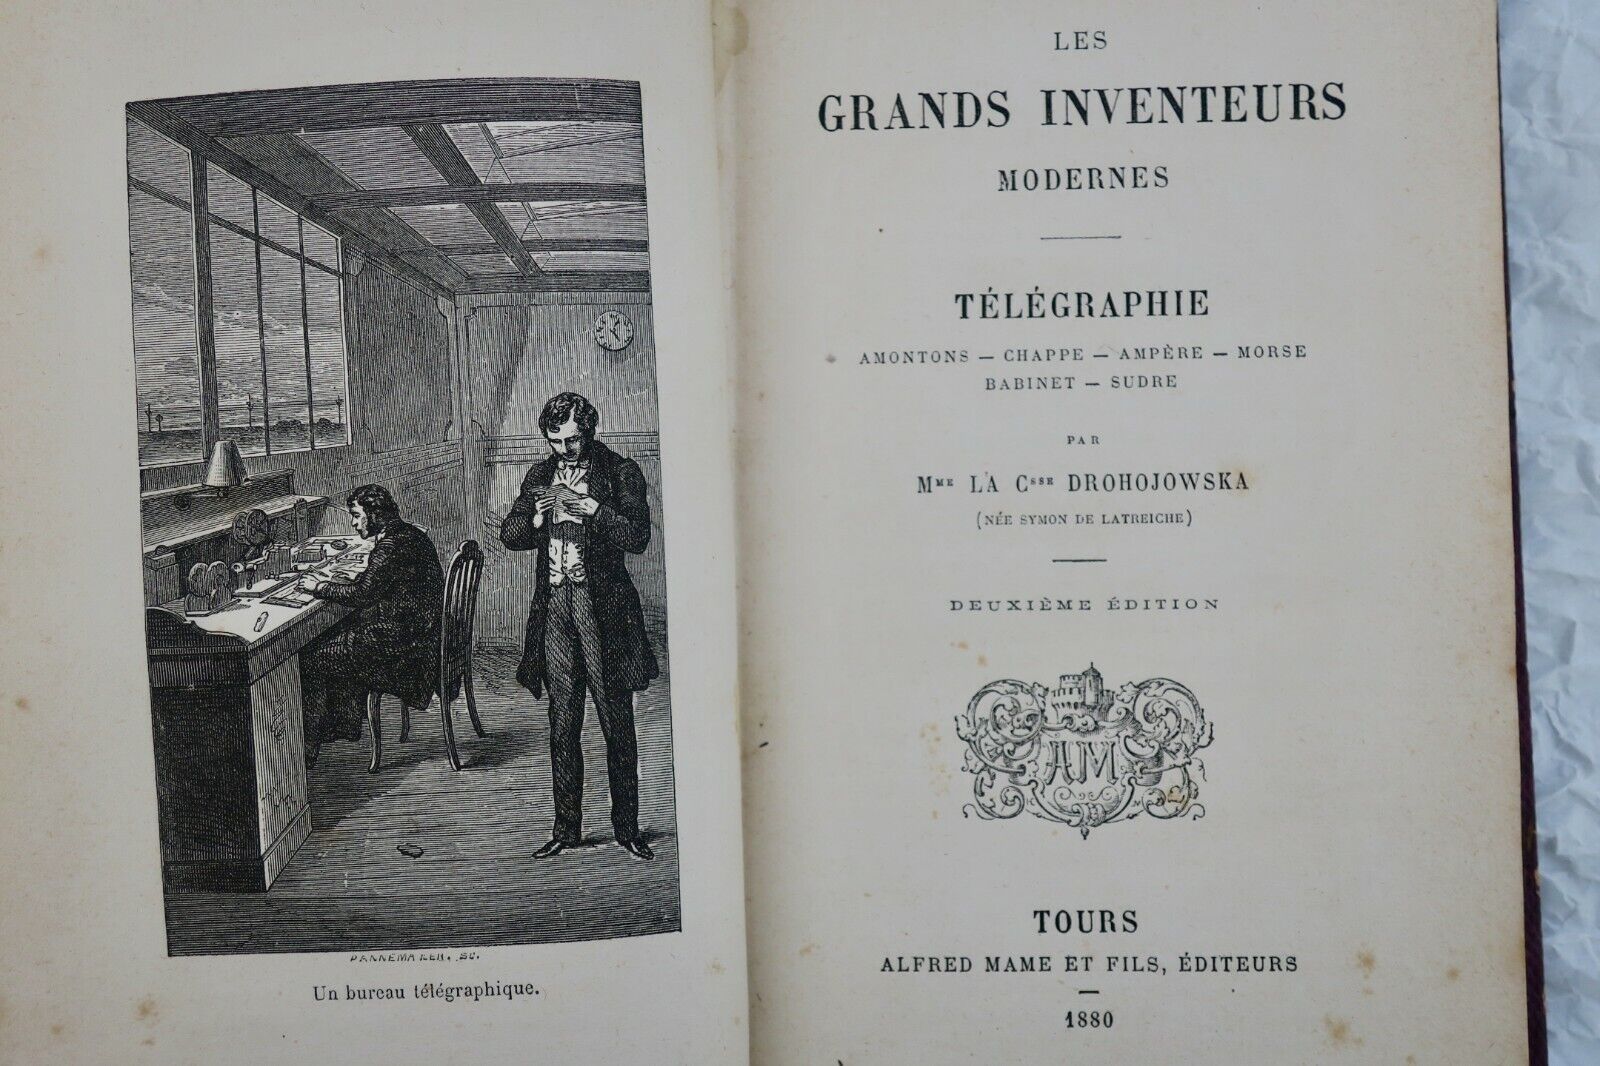 PANNEMAKER. SC.
Un bureau télégraphique.
LES
GRANDS INVENTEURS
MODERNES
TÉLÉGRAPHIE
AMONTONS — CHAPPE — AMPÈRE — MORSE
BABINET — SUDRE
PAR
MME LA CSSE DROHOJOWSKA
(NÉE SYMON DE LATREICHE)
DEUXIÈME ÉDITION
AM
TOURS
ALFRED MAME ET FILS, ÉDITEURS
1880